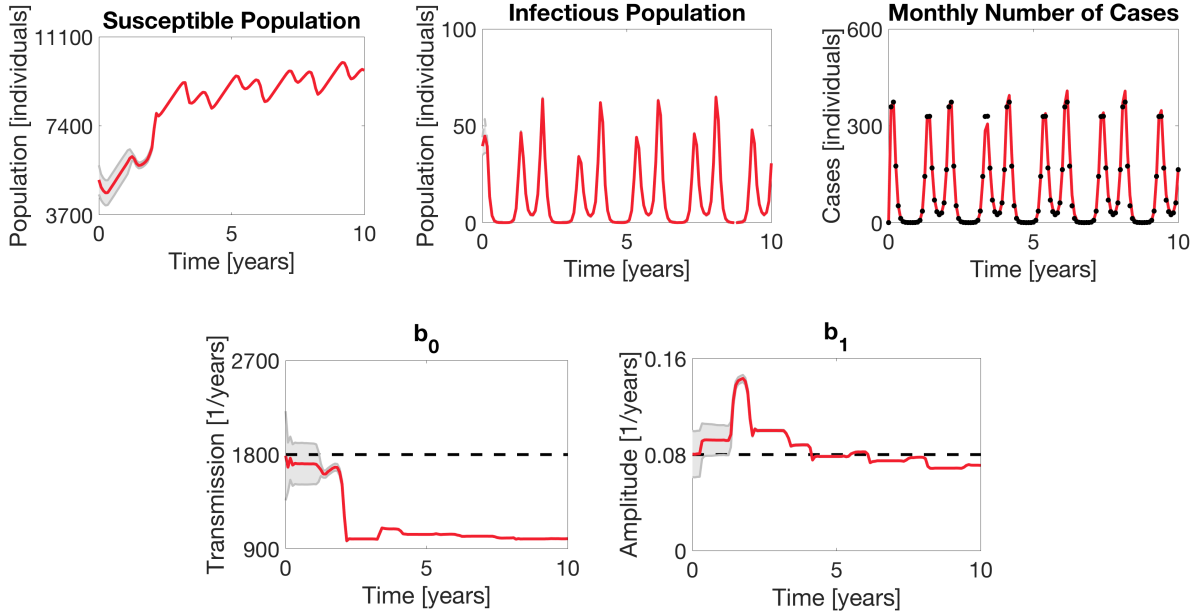 Susceptible Population
Population [individuals]
11100
7400
3700
0
5
10
Time [years]
Infectious Population
Population [individuals]
100
50
0
0
5
10
Time [years]
Monthly Number of Cases
Cases [individuals]
600
300
0
0
5
10
Time [years]
b0
Transmission [1/years]
2700
1800
900
0
5
10
Time [years]
b1
Amplitude [1/years]
0.16
0.08
0
0
5
10
Time [years]